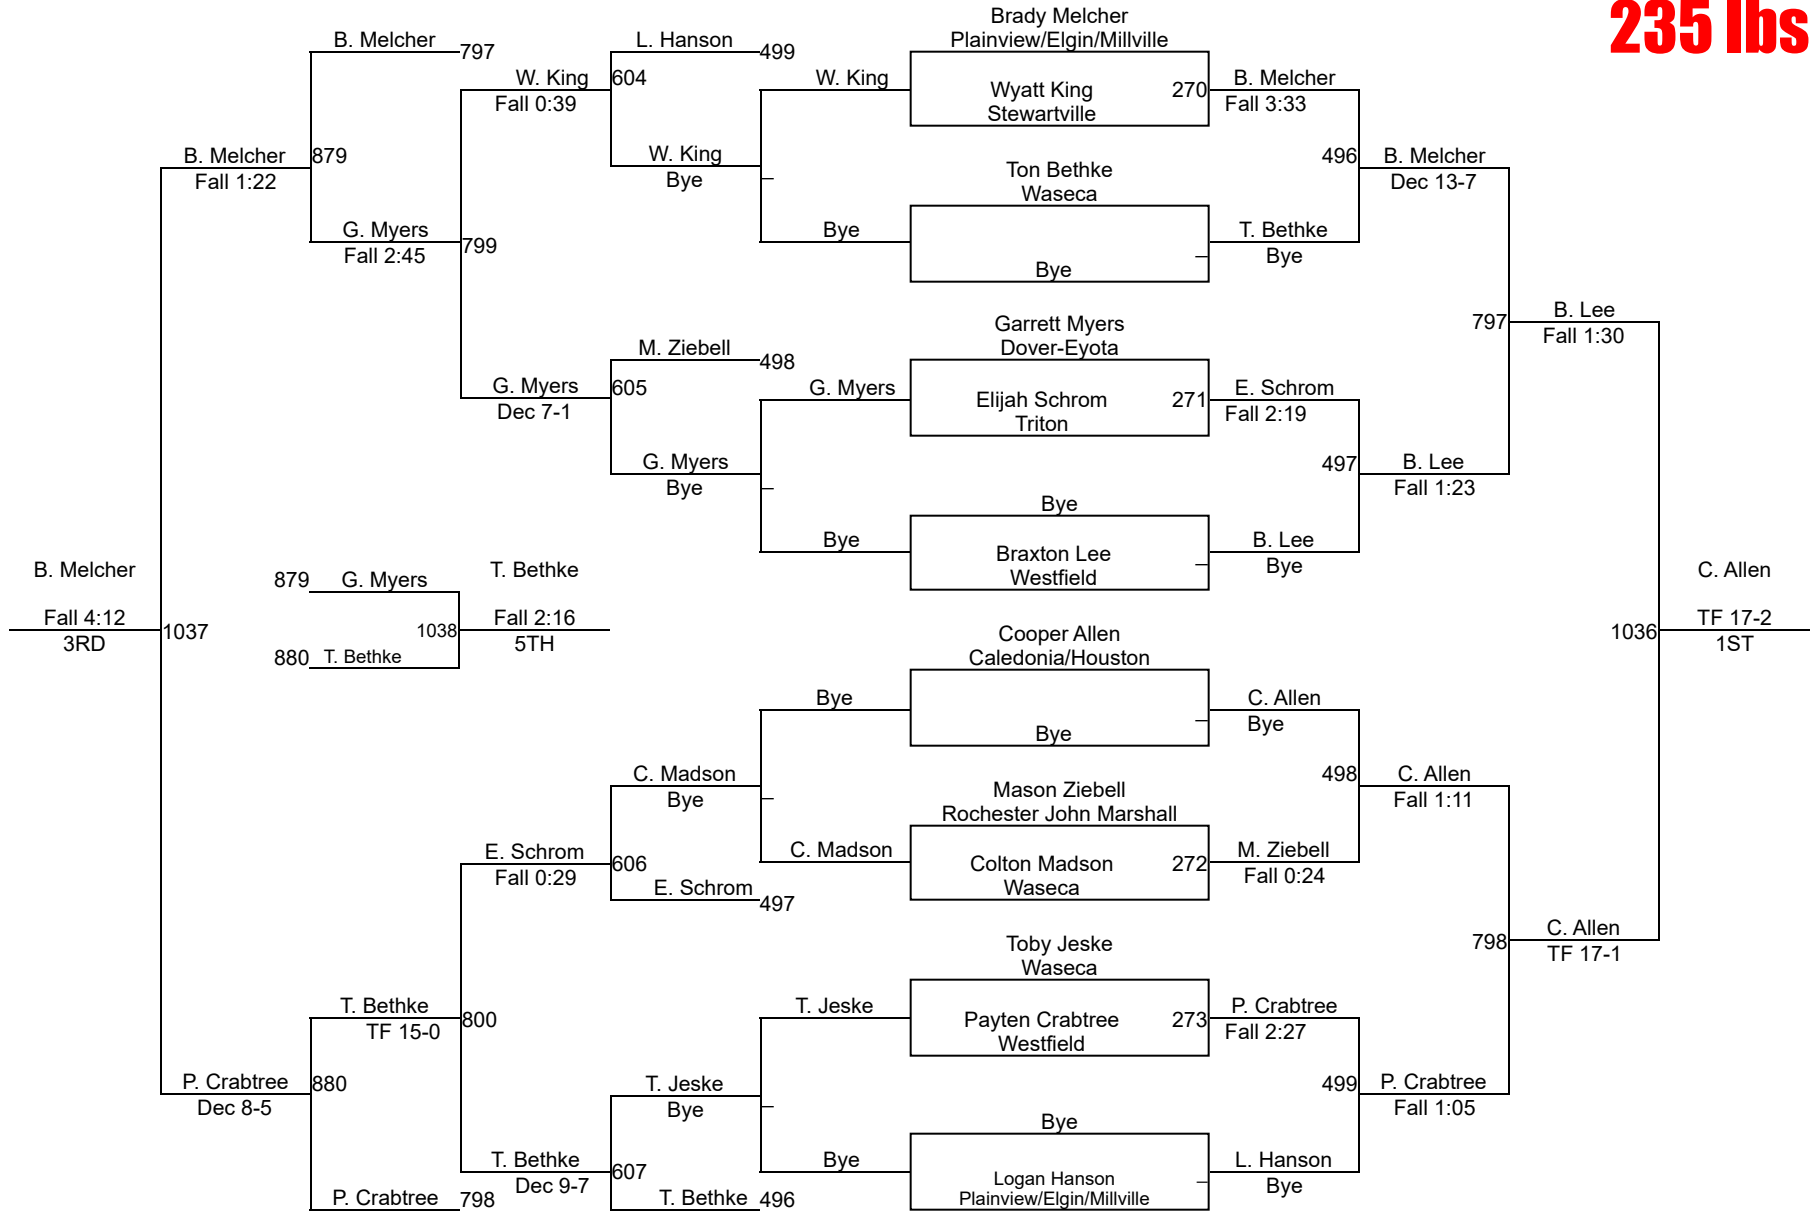 235 lbs
Brady Melcher
B. Melcher
L. Hanson
Plainview/Elgin/Millville
797
499
W. King
604
W. King
Wyatt King
270
B. Melcher
Fall 0:39
Stewartville
Fall 3:33
B. Melcher
879
W. King
496
B. Melcher
Fall 1:22
Bye
Ton Bethke
Dec 13-7
Waseca
G. Myers
Bye
T. Bethke
Fall 2:45
799
Bye
Bye
B. Lee
Garrett Myers
797
Fall 1:30
M. Ziebell
Dover-Eyota
498
G. Myers
605
G. Myers
Elijah Schrom
271
E. Schrom
Dec 7-1
Triton
Fall 2:19
G. Myers
497
B. Lee
Bye
Fall 1:23
Bye
Bye
B. Lee
Braxton Lee
Bye
Westfield
B. Melcher
879
G. Myers
T. Bethke
C. Allen
Fall 4:12
1037
1038
Fall 2:16
1036
TF 17-2
3RD
5TH
1ST
880
T. Bethke
Cooper Allen
Caledonia/Houston
Bye
C. Allen
Bye
Bye
C. Madson
498
C. Allen
Bye
Mason Ziebell
Fall 1:11
Rochester John Marshall
E. Schrom
606
C. Madson
Colton Madson
272
M. Ziebell
Fall 0:29
Waseca
Fall 0:24
E. Schrom
497
Toby Jeske
798
C. Allen
Waseca
TF 17-1
T. Bethke
800
T. Jeske
Payten Crabtree
273
P. Crabtree
TF 15-0
Westfield
Fall 2:27
P. Crabtree
880
T. Jeske
499
P. Crabtree
Dec 8-5
Bye
Fall 1:05
Bye
T. Bethke
607
Bye
Logan Hanson
L. Hanson
Dec 9-7
Plainview/Elgin/Millville
Bye
P. Crabtree
798
T. Bethke
496